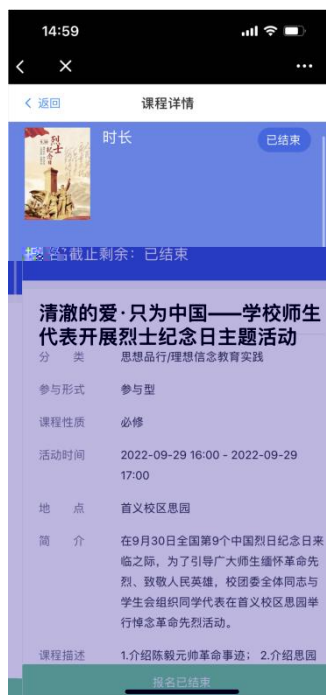 14:59
返回
课程详情
烈士
纪念日
时长
已结束
截止剩余：已结束
清澈的爱·只为中国——学校师生
代表开展烈士纪念日主题活动
分 类 思想品行/理想信念教育实践
参与形式 参与型
课程性质 必修
活动时间 2022-09-29 16:00 - 2022-09-29
17:00
地 点 首义校区思园
简 介 在9月30日全国第9个中国烈日纪念日来
临之际，为了引导广大师生缅怀革命先
烈、致敬人民英雄，校团委全体同志与
学生会组织同学代表在首义校区思园举
行悼念革命先烈活动。
课程描述 1.介绍陈毅元帅革命事迹； 2.介绍思园
报名已结束